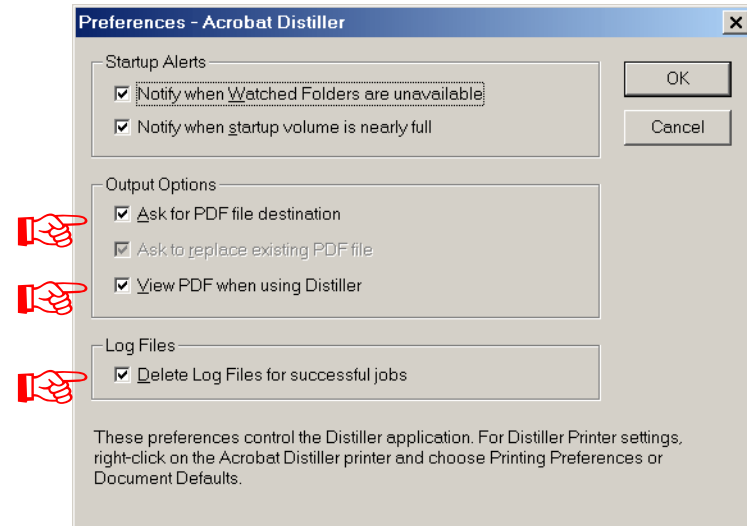 Preferences - Acrobat Distiller
Startup Alerts
Notify when Watched Folders are unavailable
Notify when startup volume is nearly full
OK
Cancel
Output Options
Ask for PDF file destination
Ask to replace existing PDF file
View PDF when using Distiller
Log Files
Delete Log Files for successful jobs
These preferences control the Distiller application. For Distiller Printer settings,
right-click on the Acrobat Distiller printer and choose Printing Preferences or
Document Defaults.